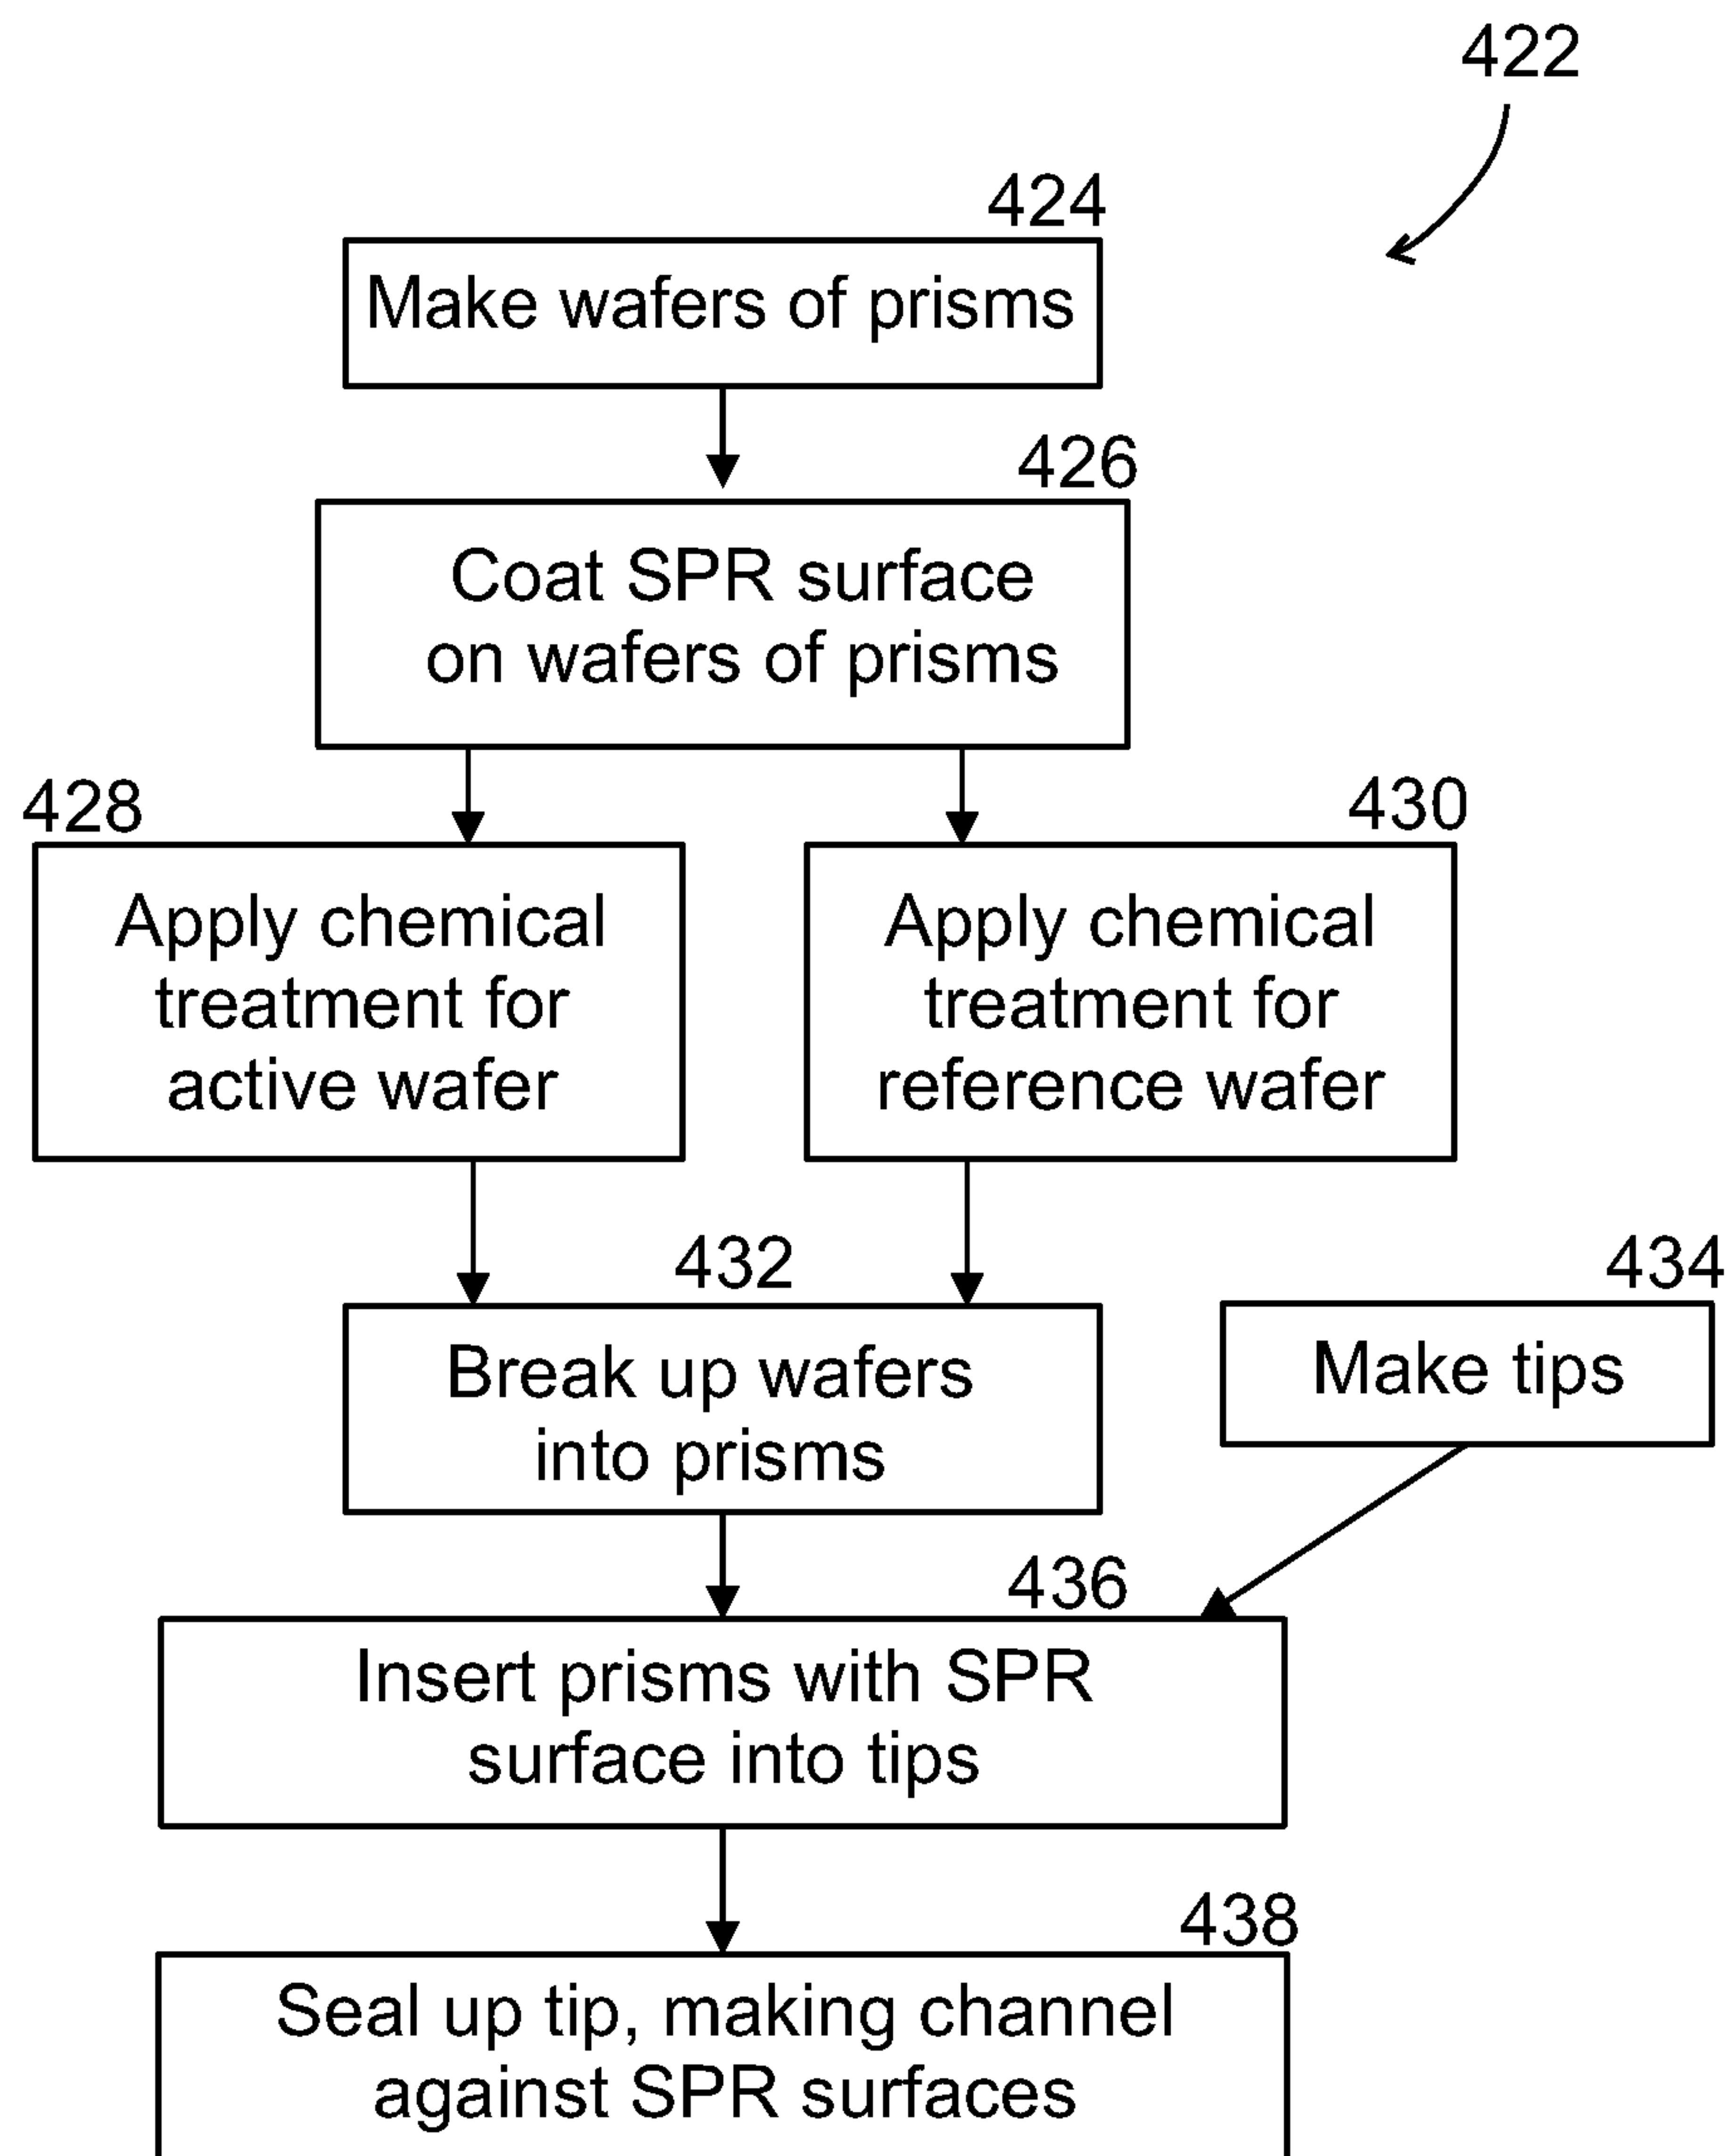 422
424
Make wafers of prisms
426
Coat SPR surface
on wafers of prisms
428
Apply chemical
treatment for
active wafer
430
Apply chemical
treatment for
reference wafer
432
Break up wafers
into prisms
434
Make tips
436
Insert prisms with SPR
surface into tips
438
Seal up tip, making channel
against SPR surfaces